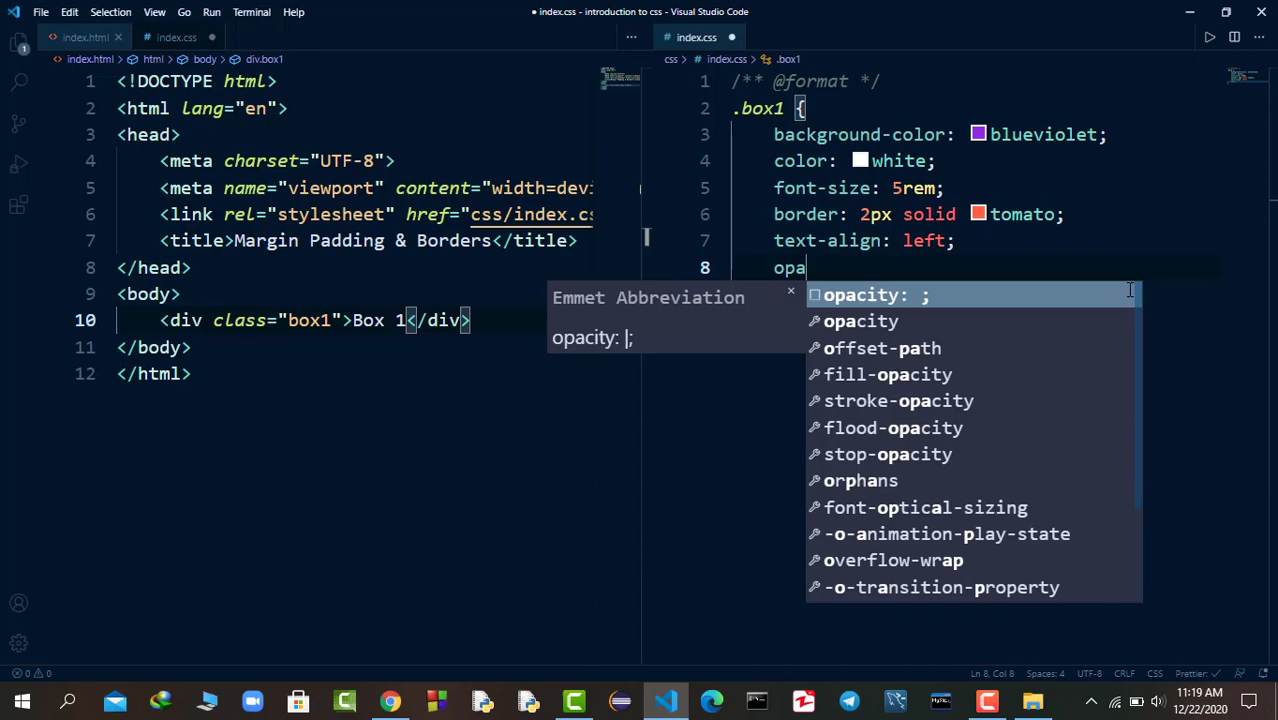 File Edit Selection View Go Run Terminal Help
● index.css - introduction to css - Visual Studio Code
index.html × # index.css ●
# index.css ●
index.html > html > body > div.box1
css > # index.css > .box1
1 <!DOCTYPE html>
2 <html lang="en">
3 <head>
4 <meta charset="UTF-8">
5 <meta name="viewport" content="width=devi
6 <link rel="stylesheet" href="css/index.cs
7 <title>Margin Padding & Borders</title>
8 </head>
9 <body>
10 <div class="box1">Box 1</div>
11 </body>
12 </html>
1 /** @format */
2 .box1 {
3 background-color: blueviolet;
4 color: white;
5 font-size: 5rem;
6 border: 2px solid tomato;
7 text-align: left;
8 opa
Emmet Abbreviation ×
opacity: |;
opacity: ;
opacity
offset-path
fill-opacity
stroke-opacity
flood-opacity
stop-opacity
orphans
font-optical-sizing
-o-animation-play-state
overflow-wrap
-o-transition-property
1
0 0
Ln 8, Col 8 Spaces: 4 UTF-8 CRLF CSS Prettier: ✓
11:19 AM
12/22/2020